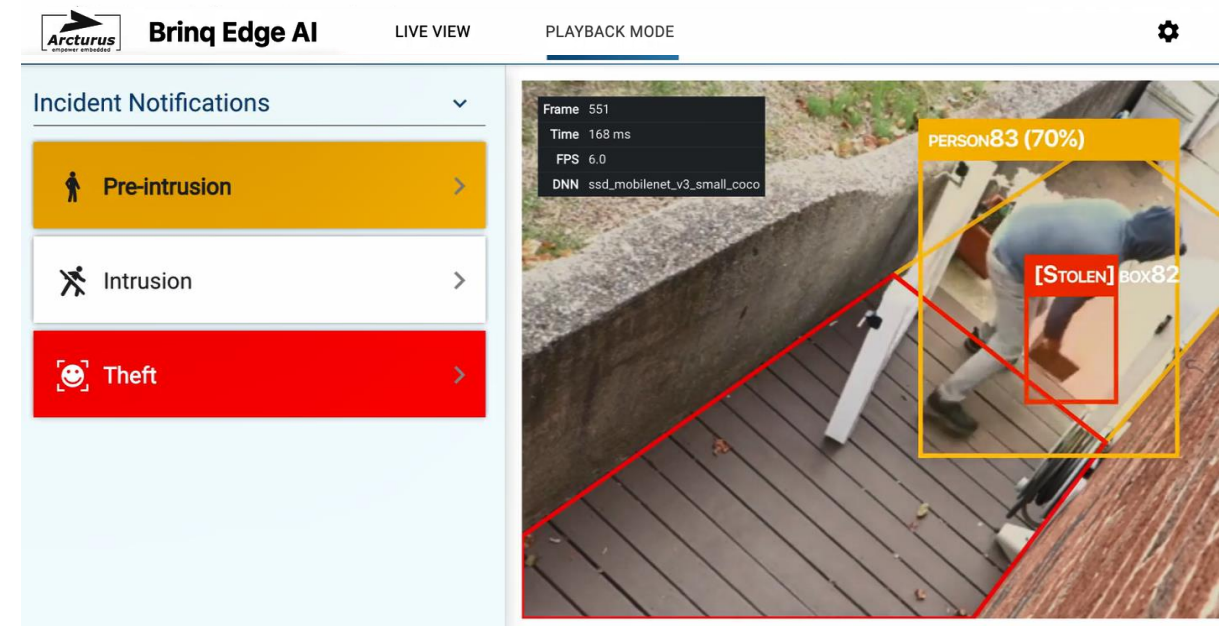 Arcturus
empower embedded
Brinq Edge AI
LIVE VIEW
PLAYBACK MODE
Incident Notifications
Pre-intrusion
Intrusion
Theft
Frame 551
Time 168 ms
FPS 6.0
DNN ssd_mobilenet_v3_small_coco
PERSON83 (70%)
[STOLEN] BOX82